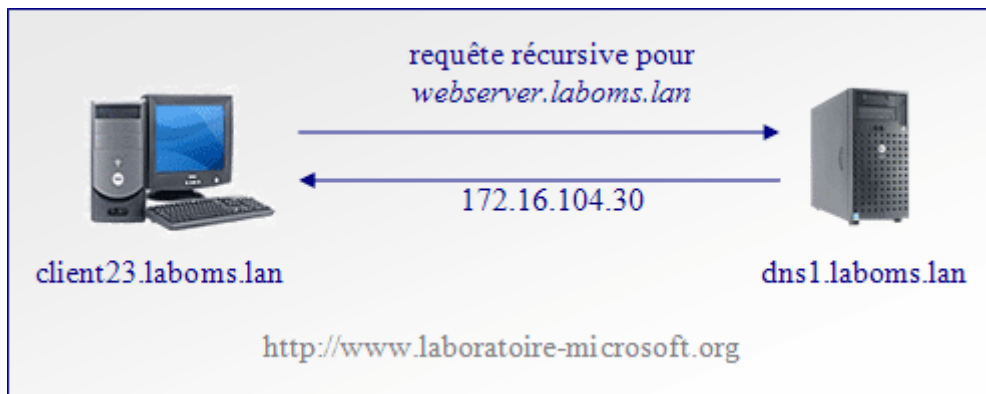 requête récursive pour
webserver.laboms.lan
172.16.104.30
client23.laboms.lan
dns1.laboms.lan
http://www.laboratoire-microsoft.org